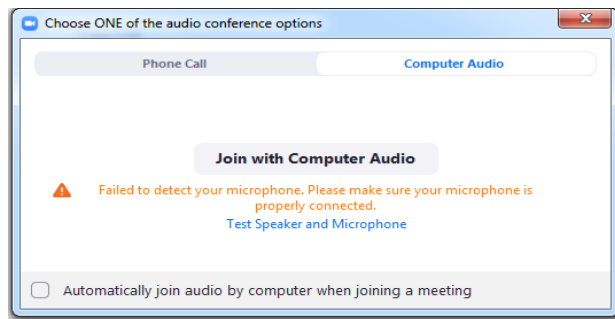 Choose ONE of the audio conference options
Phone Call
Computer Audio
Join with Computer Audio
Failed to detect your microphone. Please make sure your microphone is
properly connected.
Test Speaker and Microphone
Automatically join audio by computer when joining a meeting